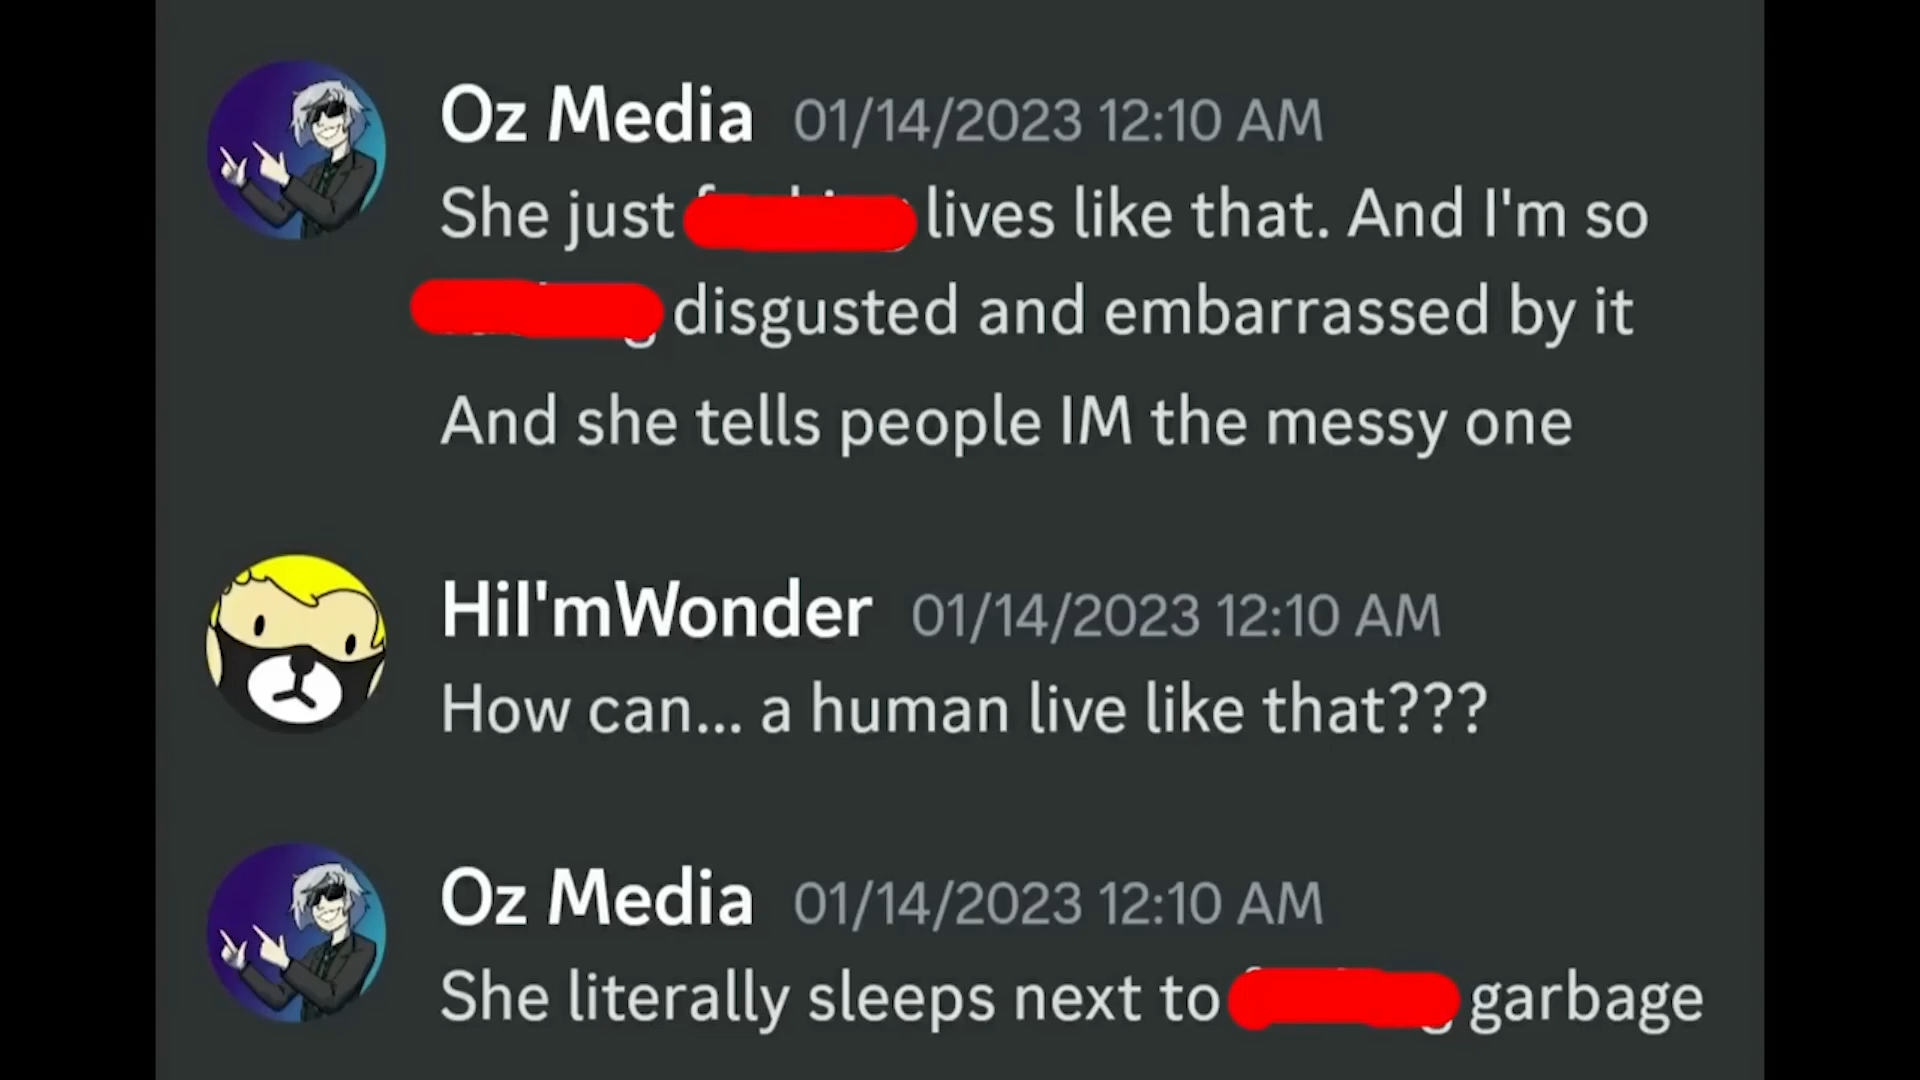 Oz Media 01/14/2023 12:10 AM
She just lives like that. And I'm so
disgusted and embarrassed by it
And she tells people IM the messy one
HiI'mWonder 01/14/2023 12:10 AM
How can... a human live like that???
Oz Media 01/14/2023 12:10 AM
She literally sleeps next to garbage